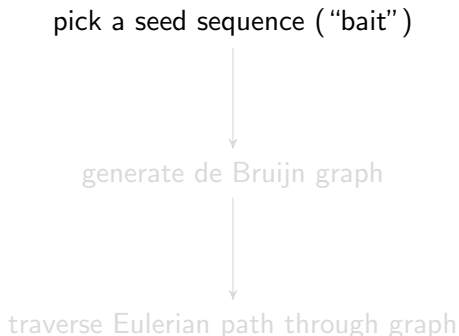 pick a seed sequence (“bait”)
generate de Bruijn graph
traverse Eulerian path through graph